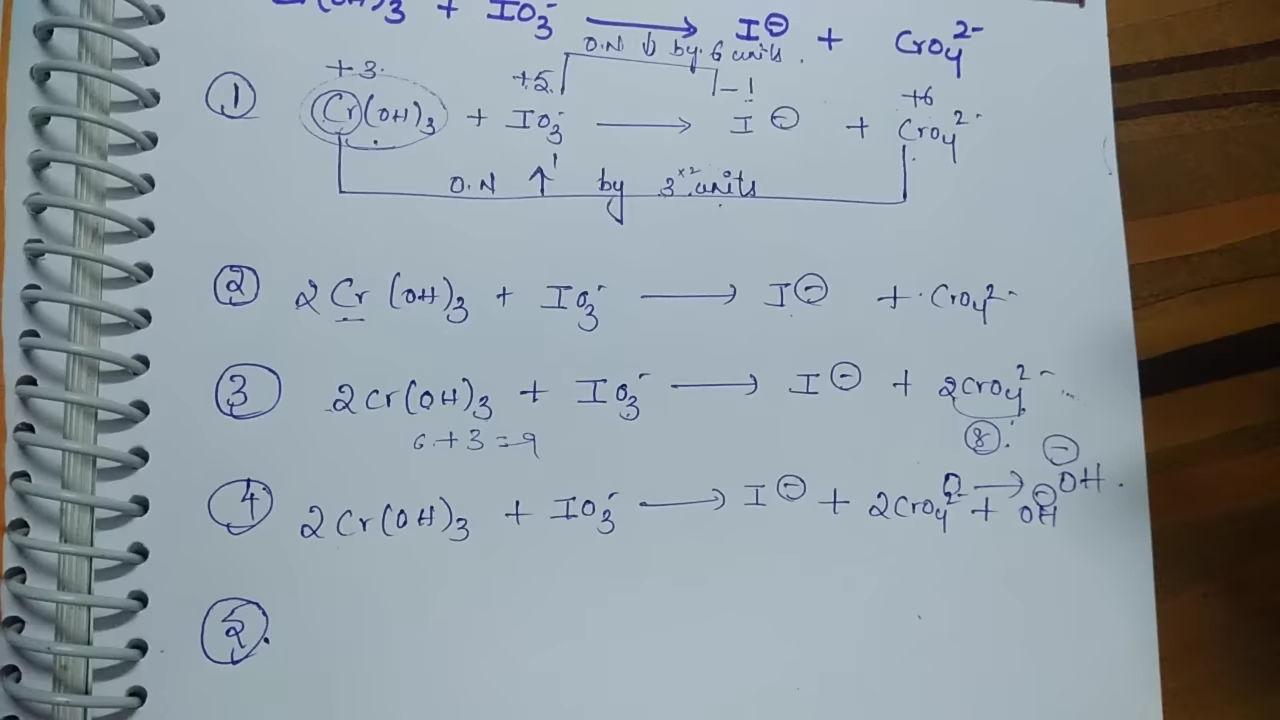 Cr(OH)3 + IO3⁻ ⟶ I⊖ + CrO4²⁻
O.N ↓ by 6 units.
+3. +5 -1 +6
① Cr(OH)3 + IO3⁻ ⟶ I⊖ + CrO4²⁻
O.N ↑ by 3×2 units
② 2Cr(OH)3 + IO3⁻ ⟶ I⊖ + CrO4²⁻
③ 2Cr(OH)3 + IO3⁻ ⟶ I⊖ + 2CrO4²⁻
6+3=9 ⑧
O ⟶ ⊖OH.
④ 2Cr(OH)3 + IO3⁻ ⟶ I⊖ + 2CrO4²⁻ + ⊖OH
⑤.